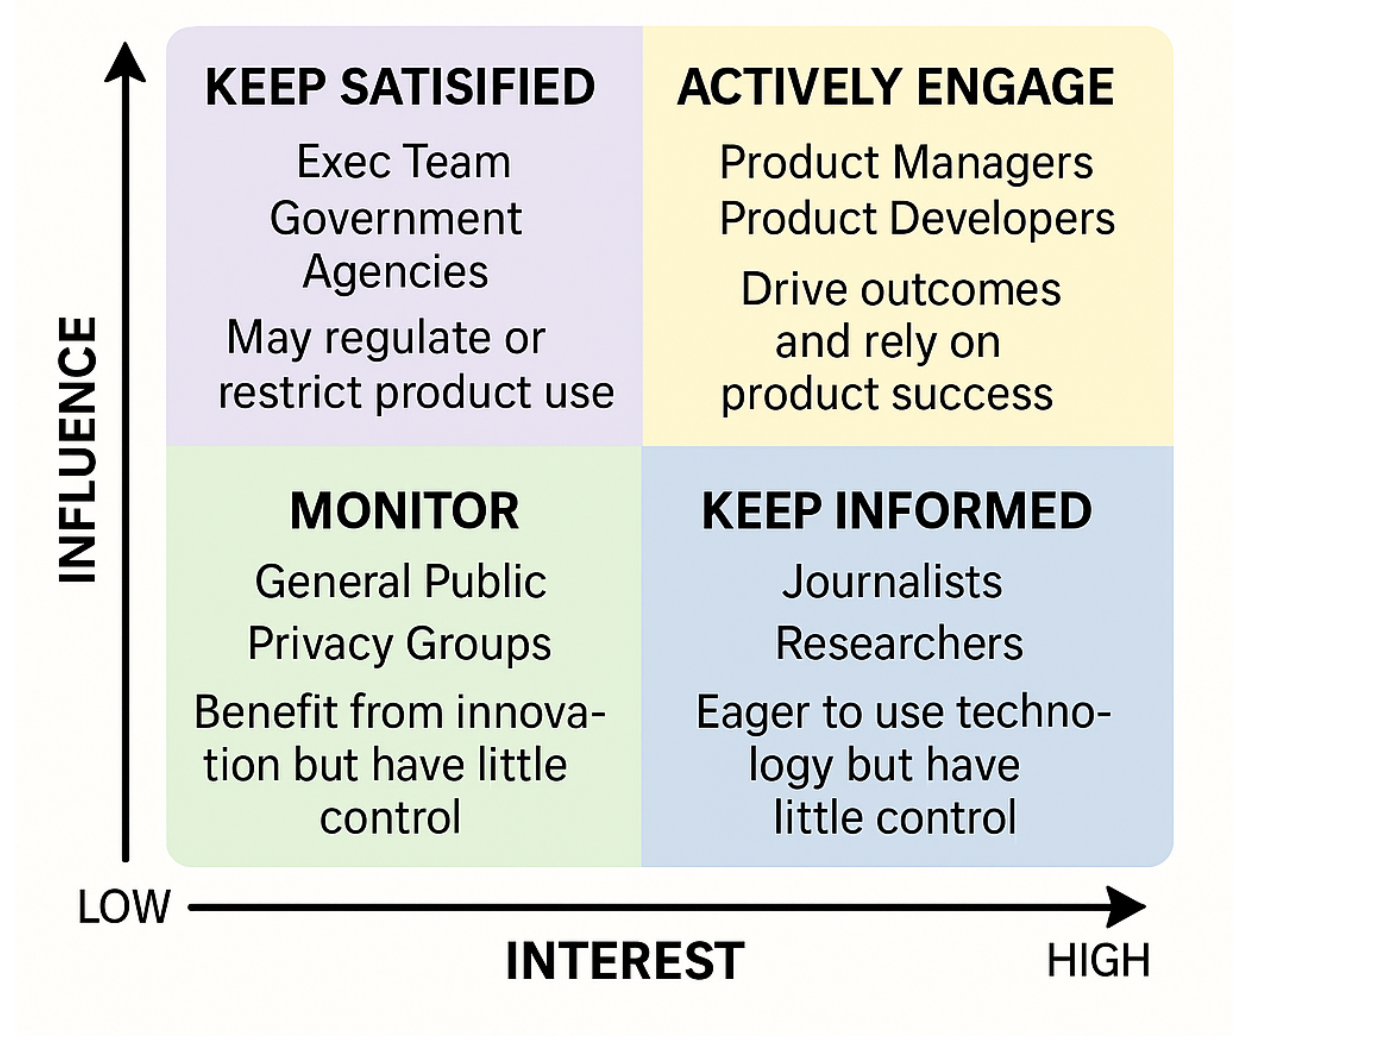 KEEP SATISIFIED
Exec Team
Government
Agencies
May regulate or
restrict product use
ACTIVELY ENGAGE
Product Managers
Product Developers
Drive outcomes
and rely on
product success
INFLUENCE
MONITOR
General Public
Privacy Groups
Benefit from innova-
tion but have little
control
KEEP INFORMED
Journalists
Researchers
Eager to use techno-
logy but have
little control
LOW
INTEREST
HIGH